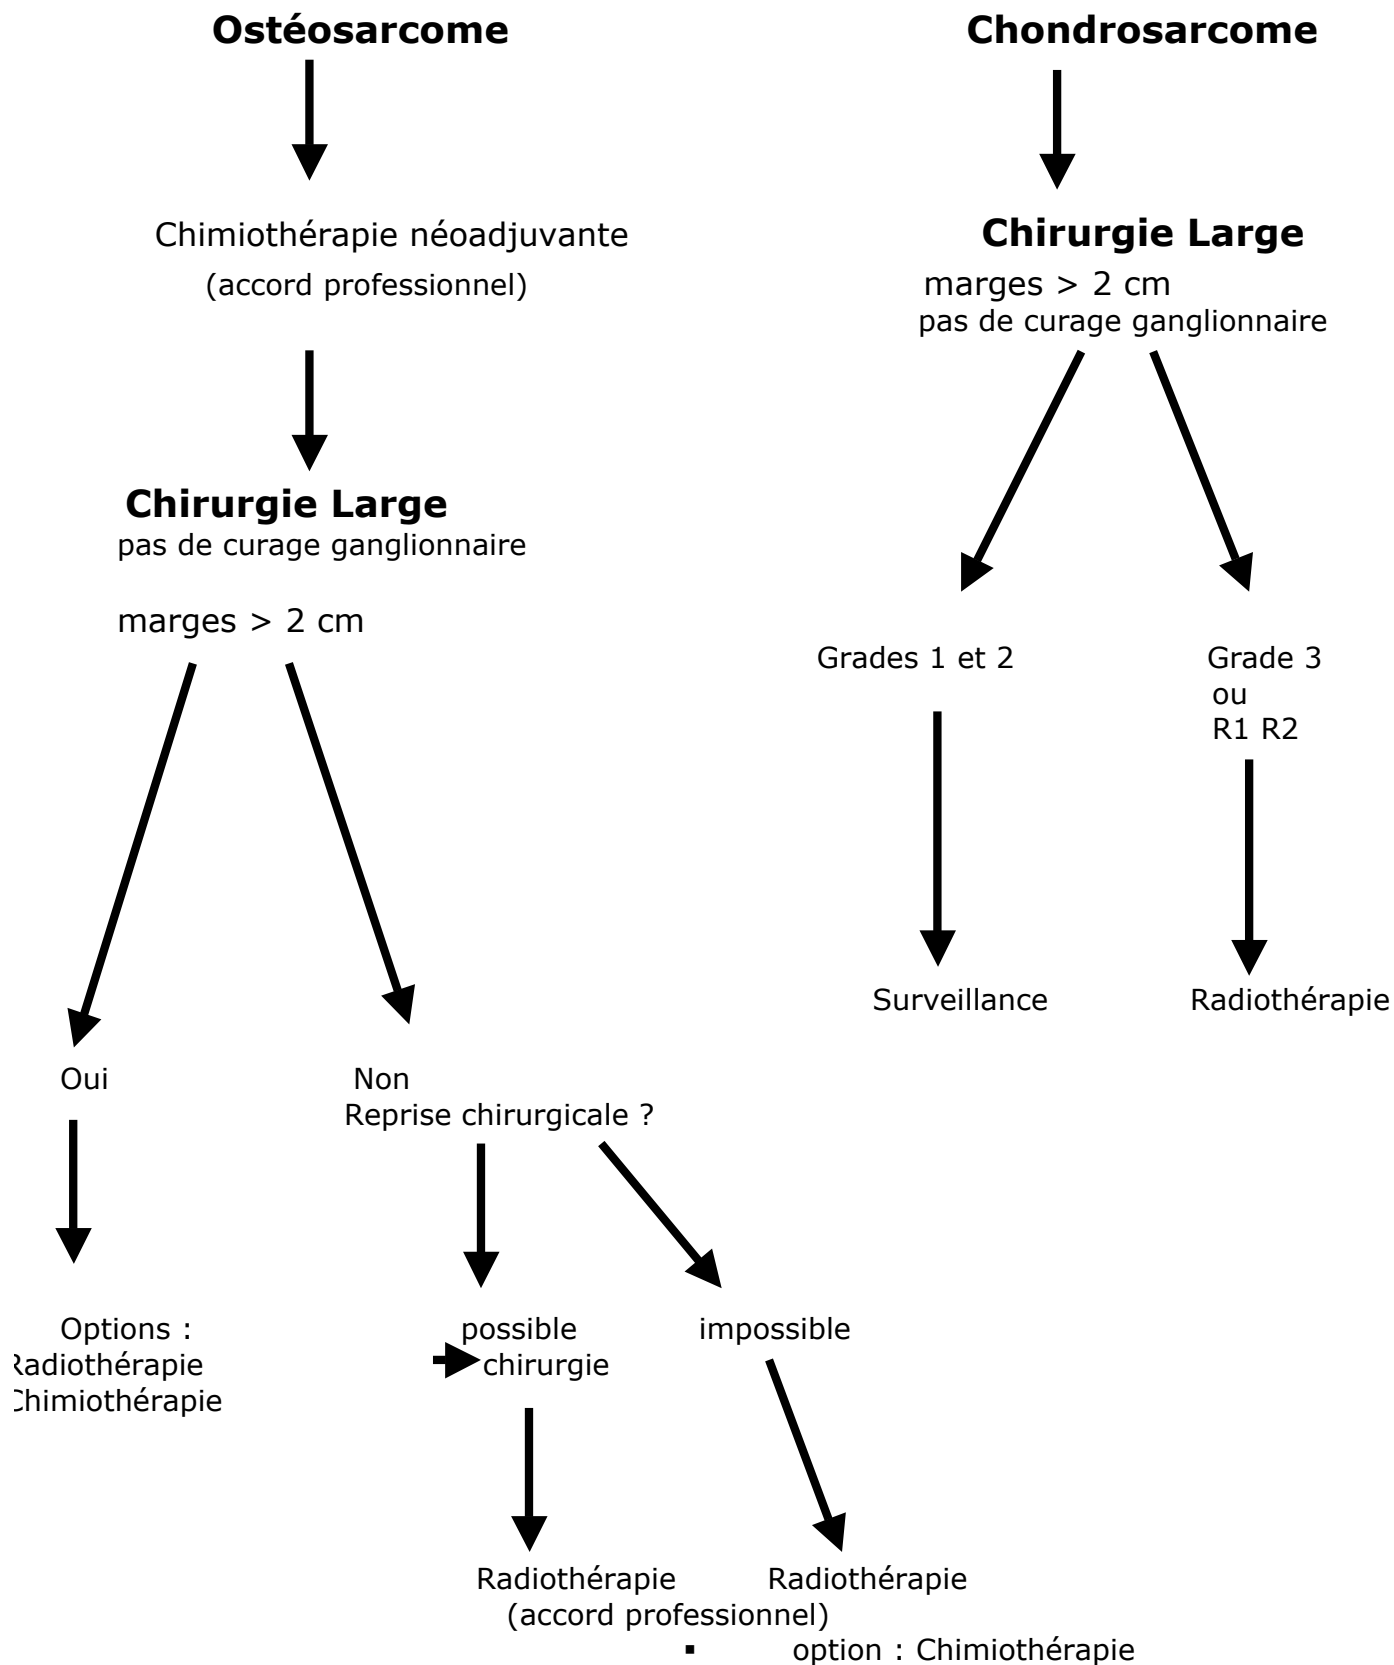 Ostéosarcome
Chimiothérapie néoadjuvante
(accord professionnel)
Chirurgie Large
pas de curage ganglionnaire
marges > 2 cm
Oui
Non
Reprise chirurgicale ?
Options :
Radiothérapie
Chimiothérapie
possible
chirurgie
impossible
Radiothérapie
(accord professionnel)
Radiothérapie
▪ option : Chimiothérapie
Chondrosarcome
Chirurgie Large
marges > 2 cm
pas de curage ganglionnaire
Grades 1 et 2
Grade 3
ou
R1 R2
Surveillance
Radiothérapie